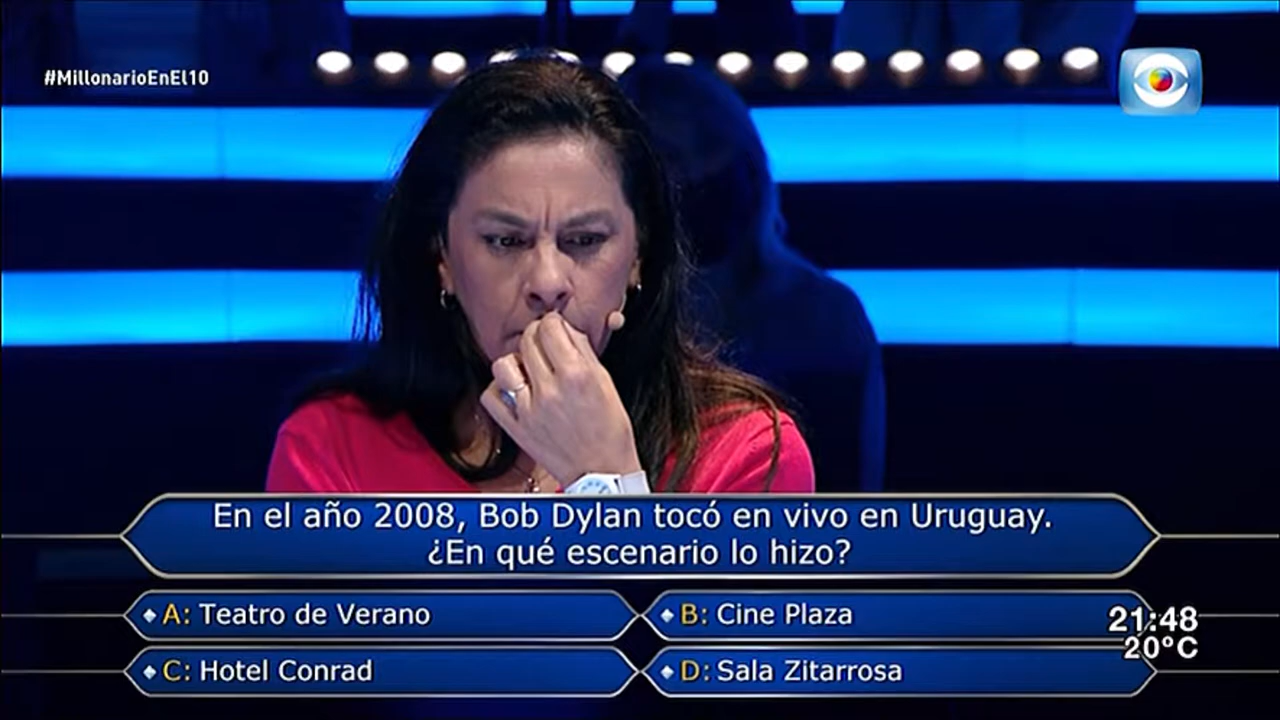 #MillonarioEnEl10
En el año 2008, Bob Dylan tocó en vivo en Uruguay.
¿En qué escenario lo hizo?
A: Teatro de Verano
B: Cine Plaza
C: Hotel Conrad
D: Sala Zitarrosa
21:48
20ºC